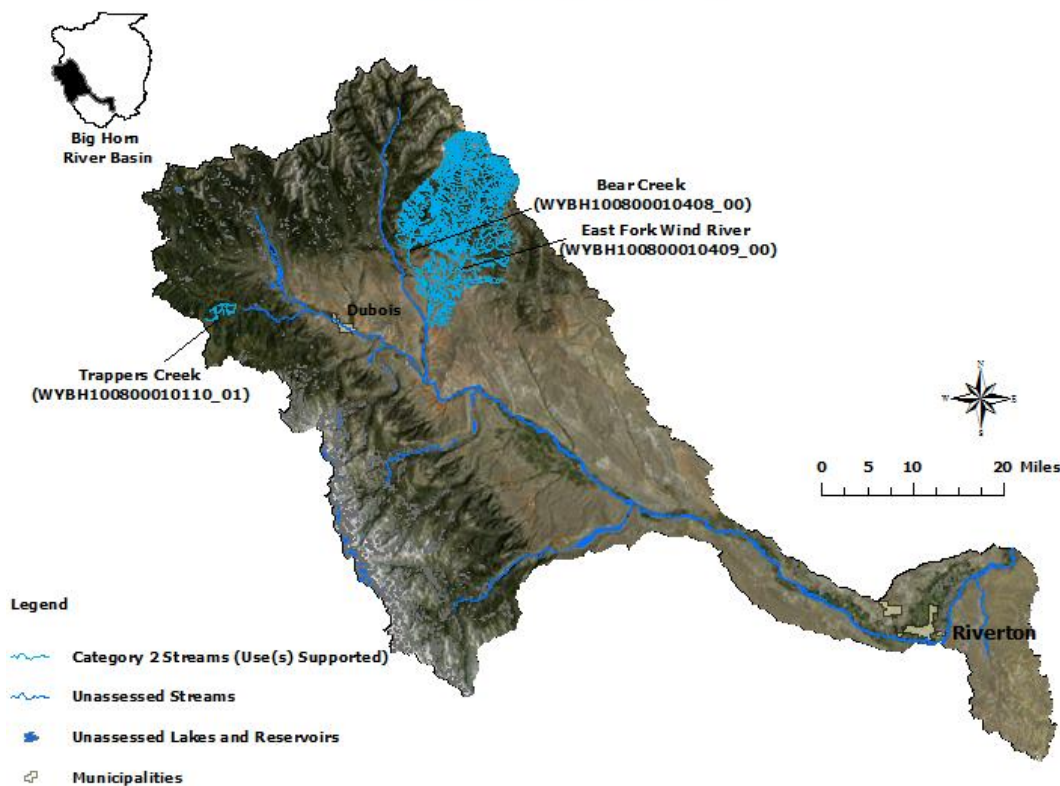 Big Horn
River Basin
Bear Creek
(WYBH100800010408_00)
East Fork Wind River
(WYBH100800010409_00)
Dubois
Trappers Creek
(WYBH100800010110_01)
N
W
E
S
0 5 10 20 Miles
Riverton
Legend
Category 2 Streams (Use(s) Supported)
Unassessed Streams
Unassessed Lakes and Reservoirs
Municipalities